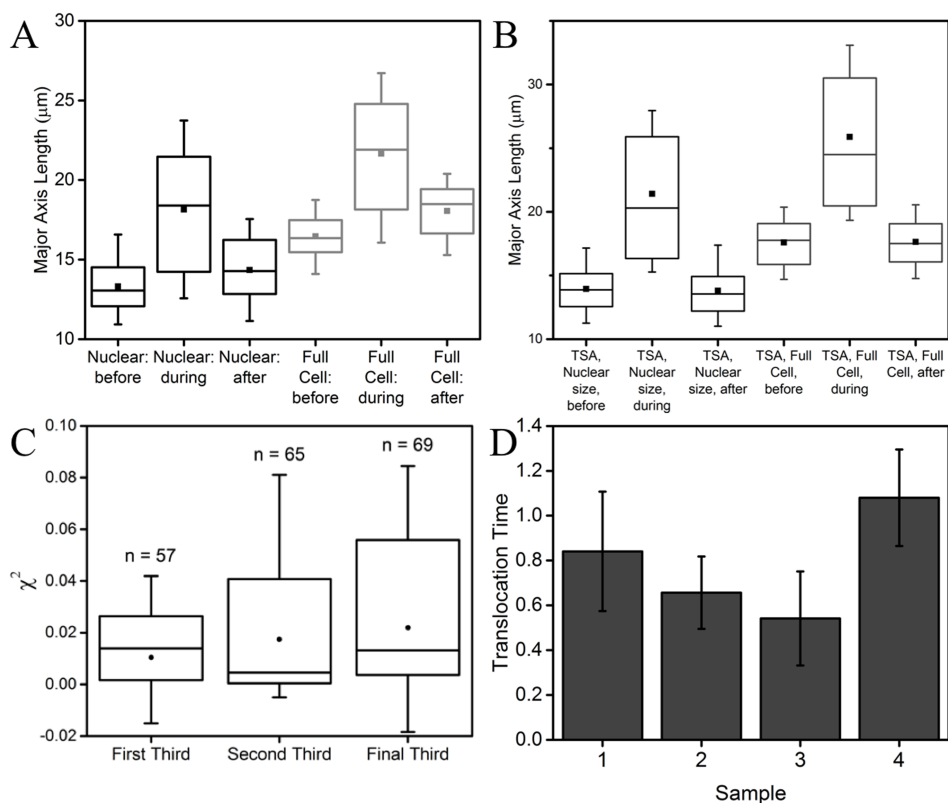 A
30
25
20
15
10
Major Axis Length (μm)
Nuclear:
before
Nuclear:
during
Nuclear:
after
Full
Cell:
before
Full
Cell:
during
Full
Cell:
after
B
30
20
10
Major Axis Length (μm)
TSA,
Nuclear
size,
before
TSA,
Nuclear
size,
during
TSA,
Nuclear
size, after
TSA, Full
Cell, before
TSA, Full
Cell,
during
TSA, Full
Cell, after
C
0.10
0.08
0.06
0.04
0.02
0.00
-0.02
χ²
n = 57
n = 65
n = 69
First Third
Second Third
Final Third
D
1.4
1.2
1.0
0.8
0.6
0.4
0.2
0.0
Translocation Time
1
2
3
4
Sample